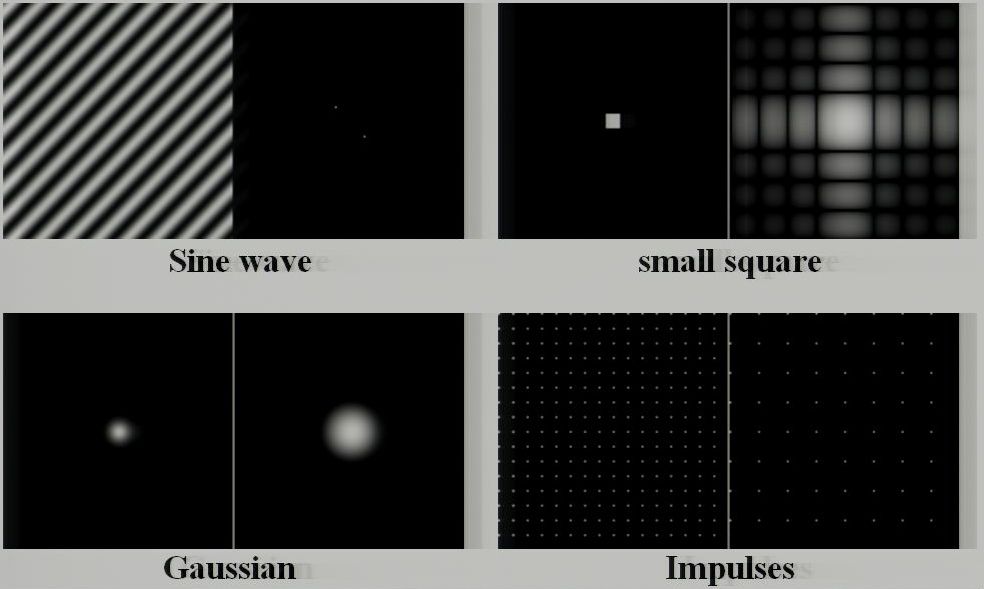 Sine wave
small square
Gaussian
Impulses